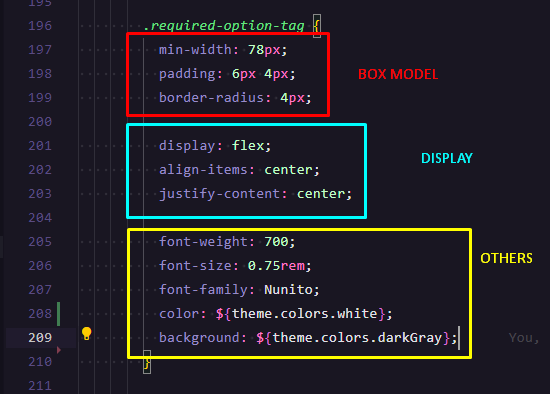 195
196 .required-option-tag {
197 min-width: 78px;
198 padding: 6px 4px;
BOX MODEL
199 border-radius: 4px;
200
201 display: flex;
202 align-items: center;
DISPLAY
203 justify-content: center;
204
205 font-weight: 700;
206 font-size: 0.75rem;
OTHERS
207 font-family: Nunito;
208 color: ${theme.colors.white};
209 background: ${theme.colors.darkGray}; You,
210 }
211